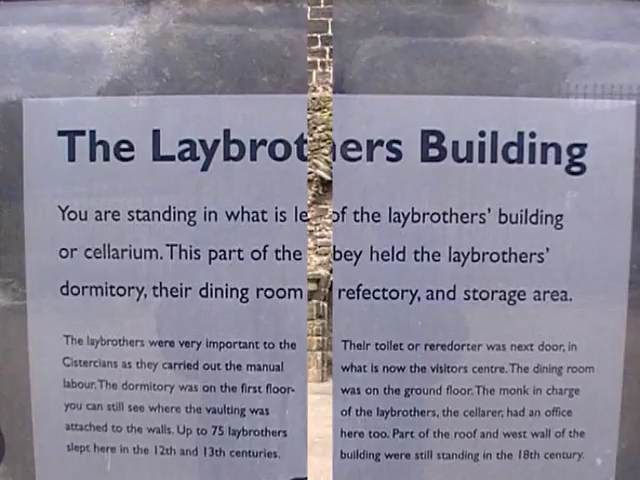 The Laybrothers Building
You are standing in what is of the laybrothers' building
or cellarium. This part of the held the laybrothers'
dormitory, their dining room refectory, and storage area.
The laybrothers were very important to the
Cistercians as they carried out the manual
labour. The dormitory was on the first floor-
you can still see where the vaulting was
attached to the walls. Up to 75 laybrothers
slept here in the 12th and 13th centuries.
Their toilet or reredorter was next door, in
what is now the visitors centre. The dining room
was on the ground floor. The monk in charge
of the laybrothers, the cellarer, had an office
here too. Part of the roof and west wall of the
building were still standing in the 18th century.